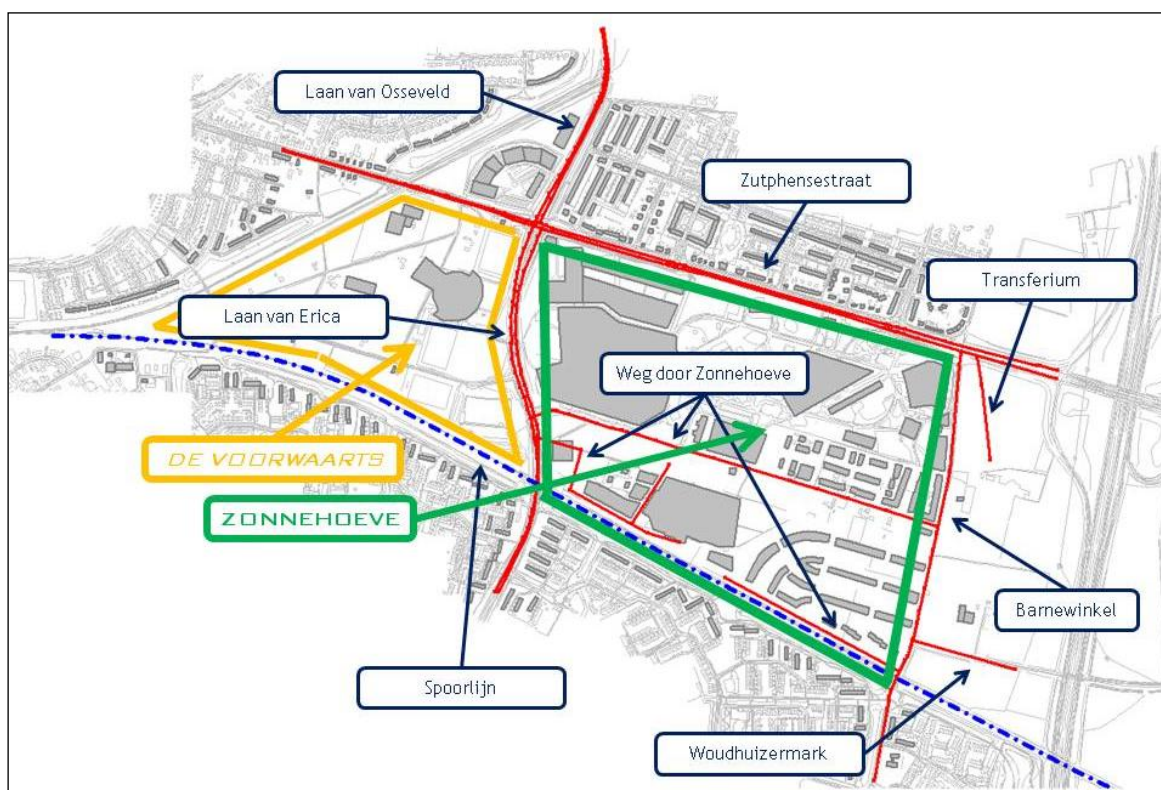 Laan van Osseveld
Zutphensestraat
Transferium
Laan van Erica
Weg door Zonnehoeve
DE VOORWAARTS
ZONNEHOEVE
Barnewinkel
Spoorlijn
Woudhuizermark